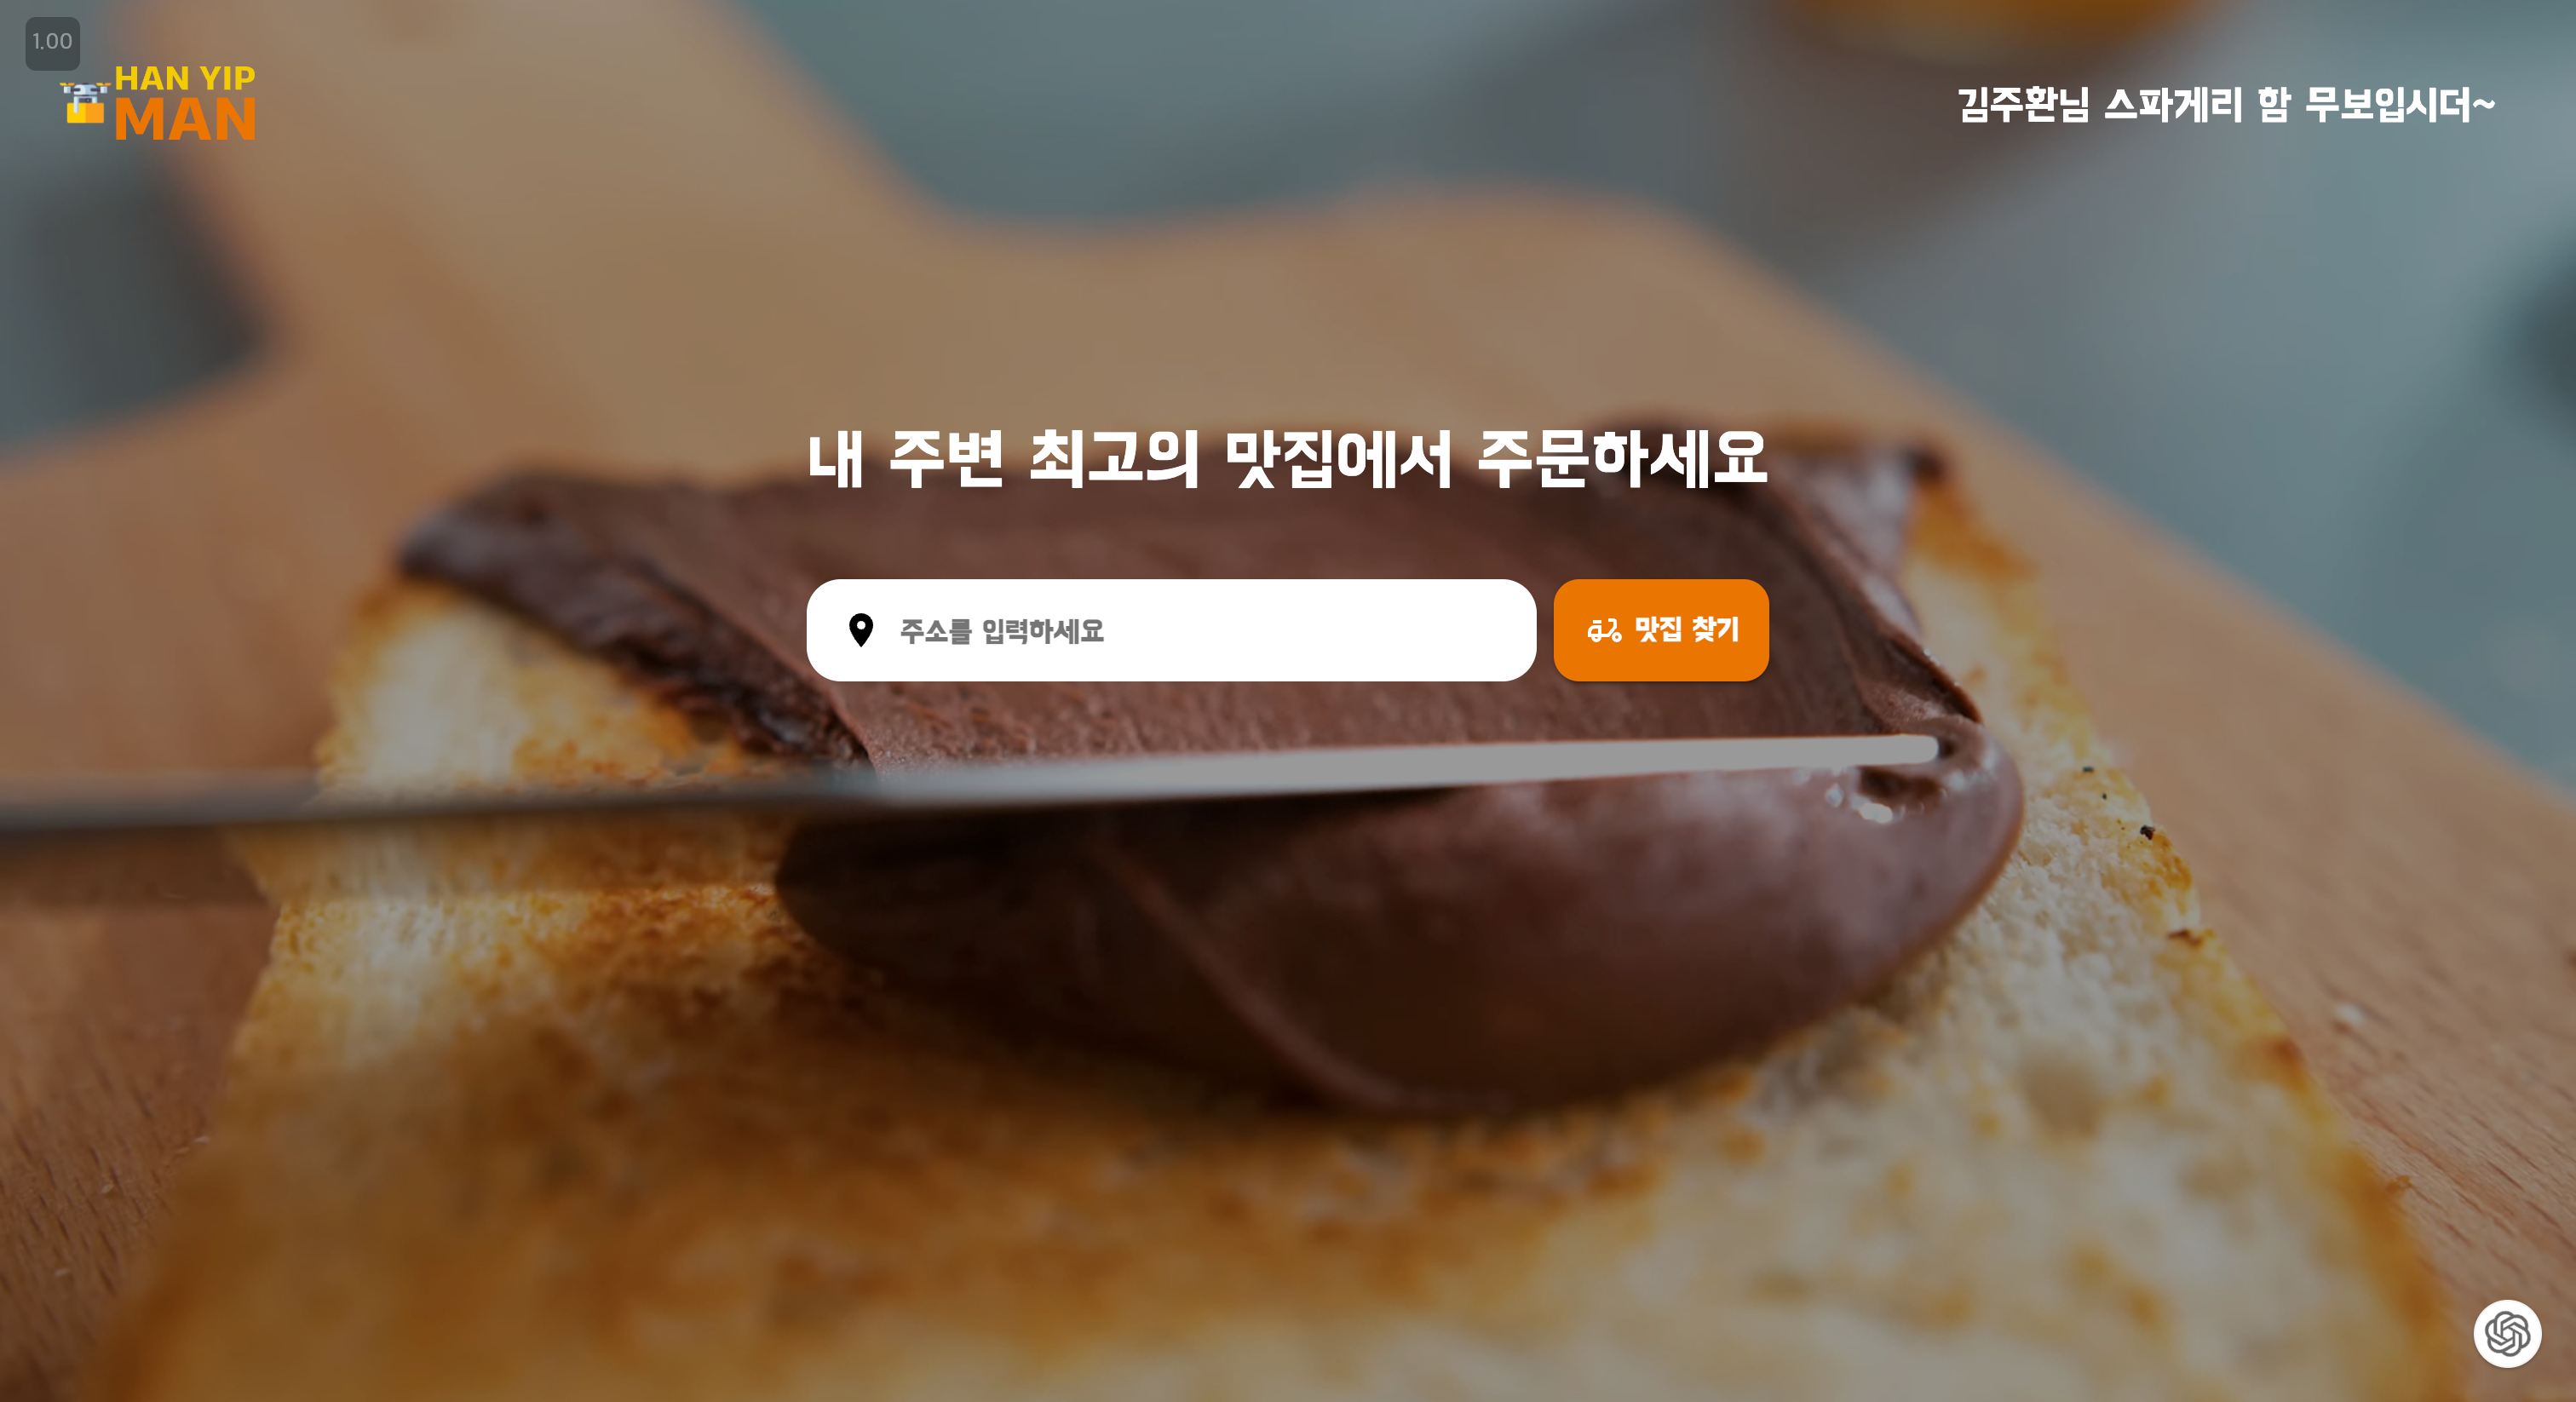 1.00
HAN YIP
MAN
김주환님 스파게리 함 무보입시더~
내 주변 최고의 맛집에서 주문하세요
주소를 입력하세요
맛집 찾기